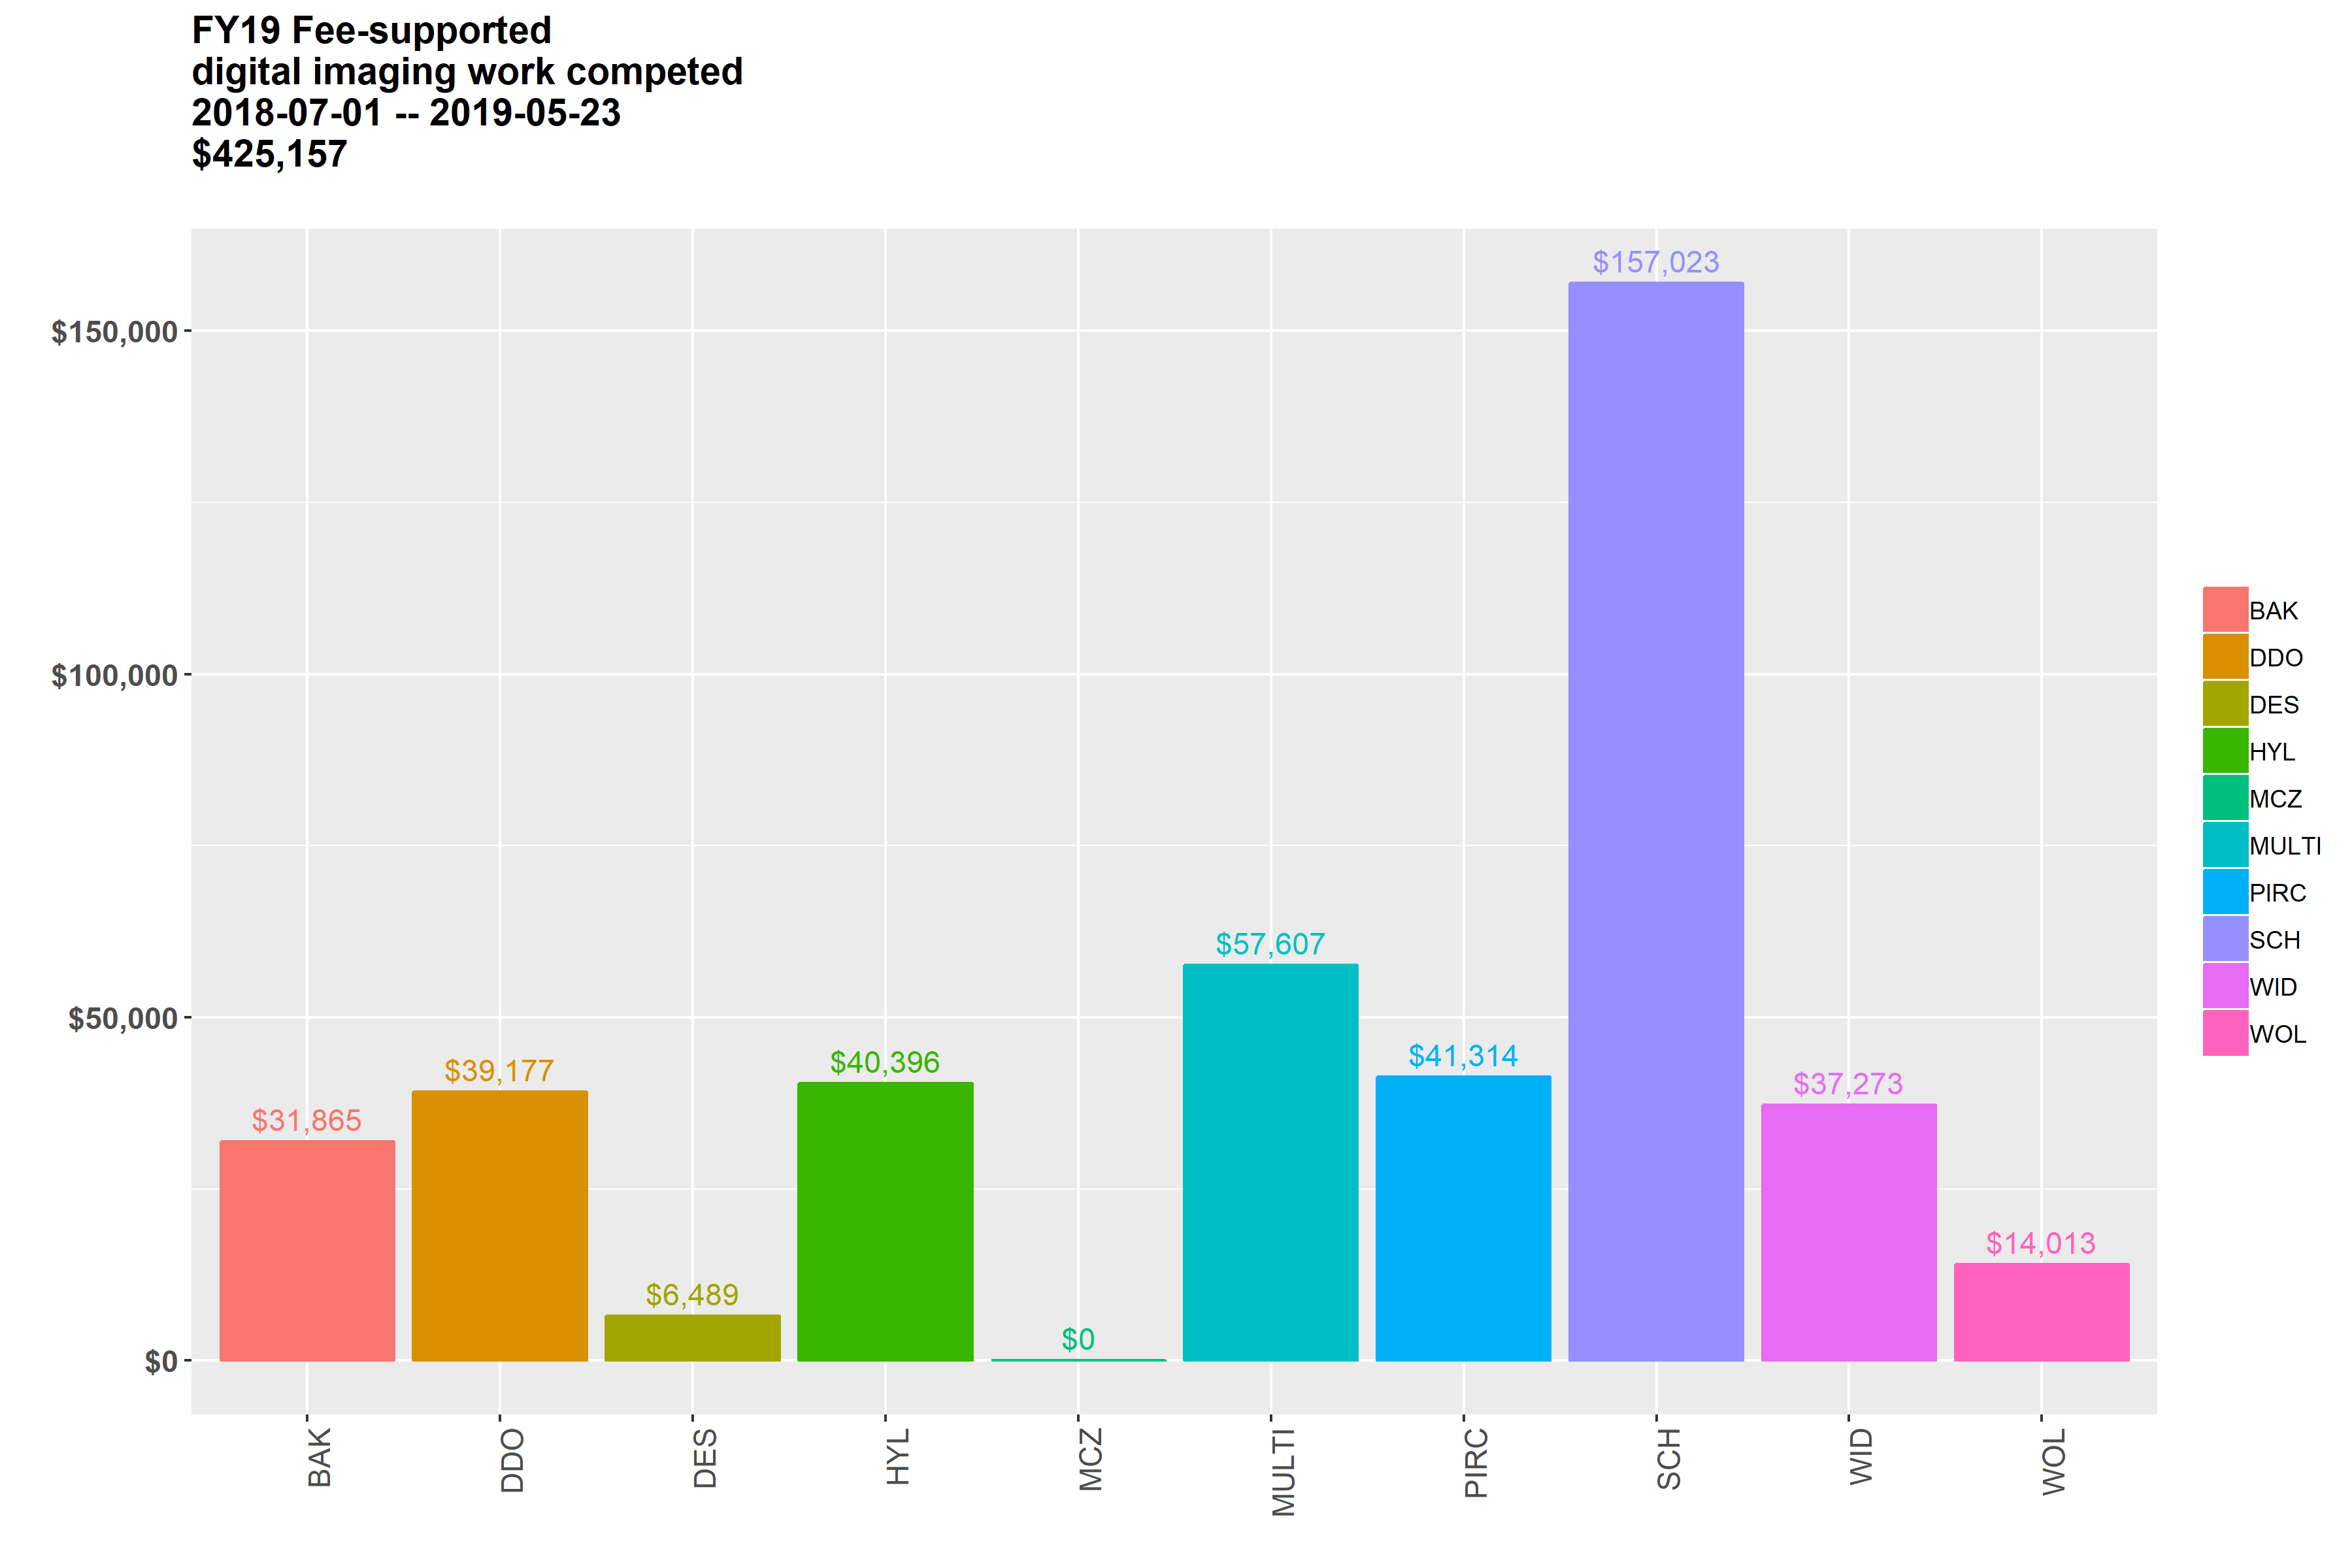 FY19 Fee-supported
digital imaging work competed
2018-07-01 -- 2019-05-23
$425,157
$150,000
$100,000
$50,000
$0
$31,865
$39,177
$6,489
$40,396
$0
$57,607
$41,314
$157,023
$37,273
$14,013
BAK
DDO
DES
HYL
MCZ
MULTI
PIRC
SCH
WID
WOL
BAK
DDO
DES
HYL
MCZ
MULTI
PIRC
SCH
WID
WOL